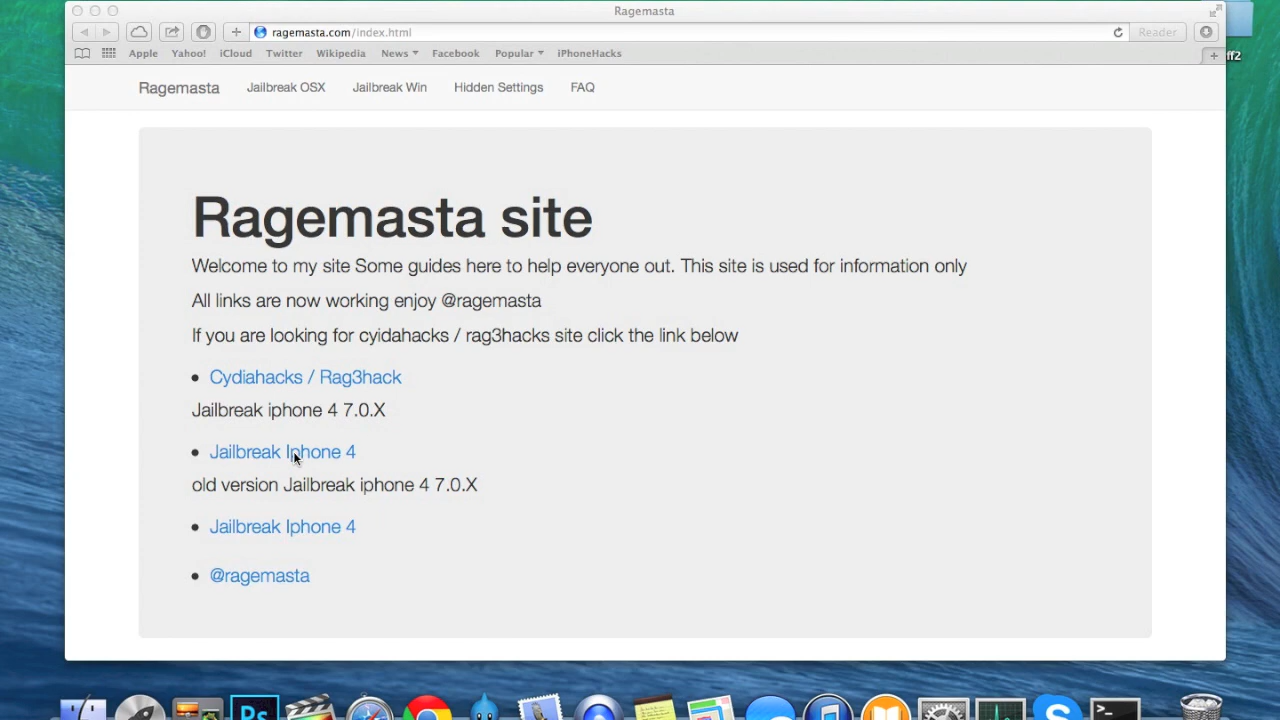 Ragemasta
ragemasta.com/index.html
Reader
Apple Yahoo! iCloud Twitter Wikipedia News Facebook Popular iPhoneHacks
ff2
Ragemasta Jailbreak OSX Jailbreak Win Hidden Settings FAQ
Ragemasta site
Welcome to my site Some guides here to help everyone out. This site is used for information only
All links are now working enjoy @ragemasta
If you are looking for cyidahacks / rag3hacks site click the link below
Cydiahacks / Rag3hack
Jailbreak iphone 4 7.0.X
Jailbreak Iphone 4
old version Jailbreak iphone 4 7.0.X
Jailbreak Iphone 4
@ragemasta
Ps